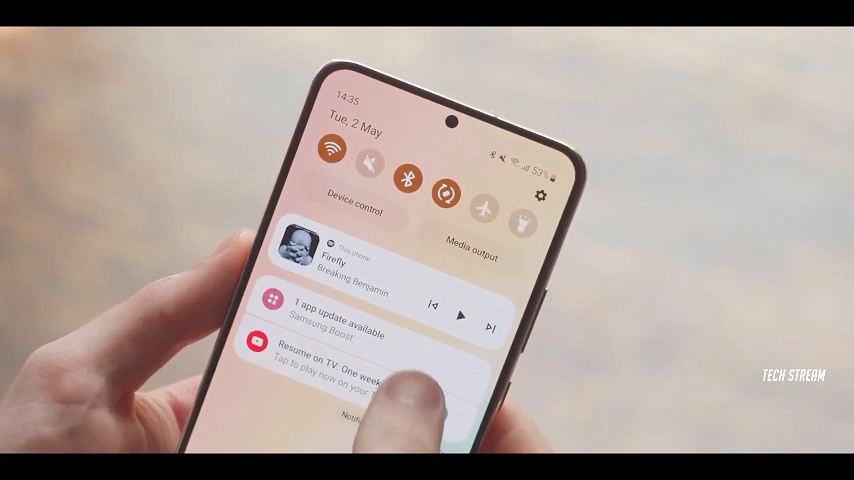 14:35
53%
Tue, 2 May
Device control
Media output
This phone
Firefly
Breaking Benjamin
1 app update available
Samsung Boost
Resume on TV: One week
Tap to play now on your
TECH STREAM